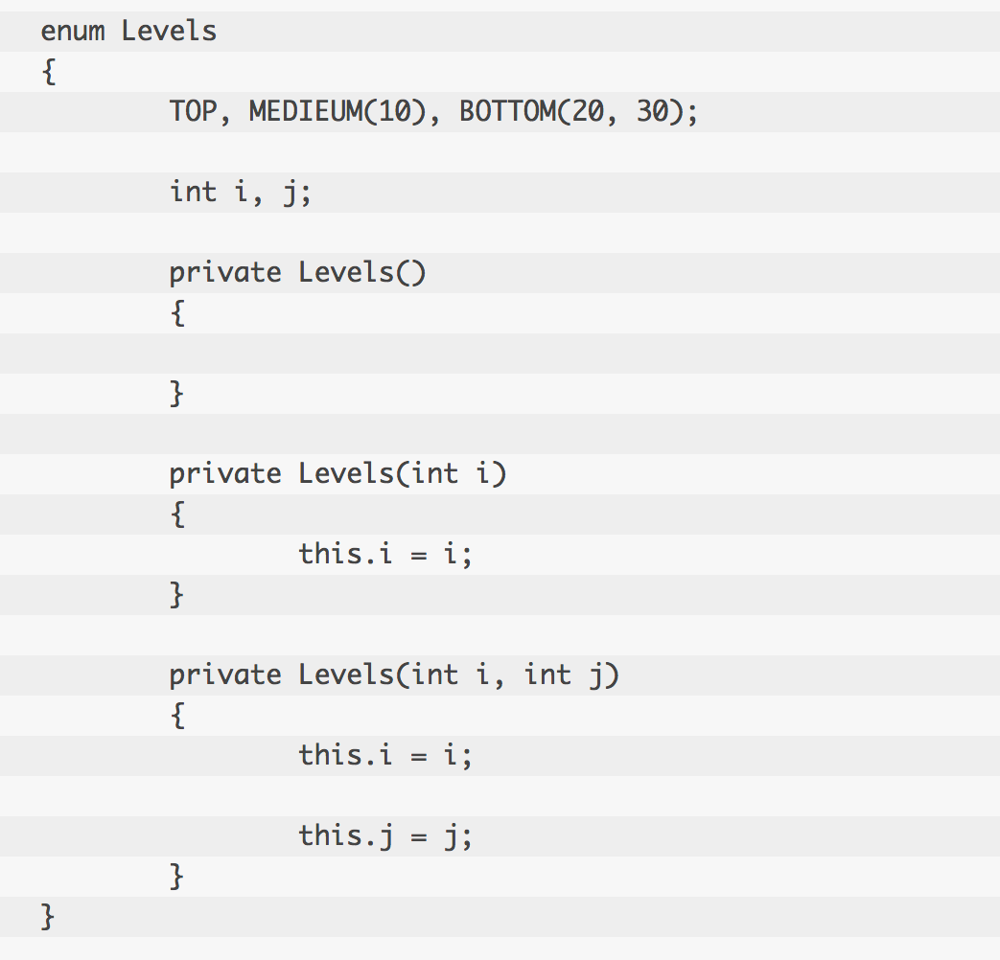 enum Levels
{
TOP, MEDIEUM(10), BOTTOM(20, 30);
int i, j;
private Levels()
{
}
private Levels(int i)
{
this.i = i;
}
private Levels(int i, int j)
{
this.i = i;
this.j = j;
}
}